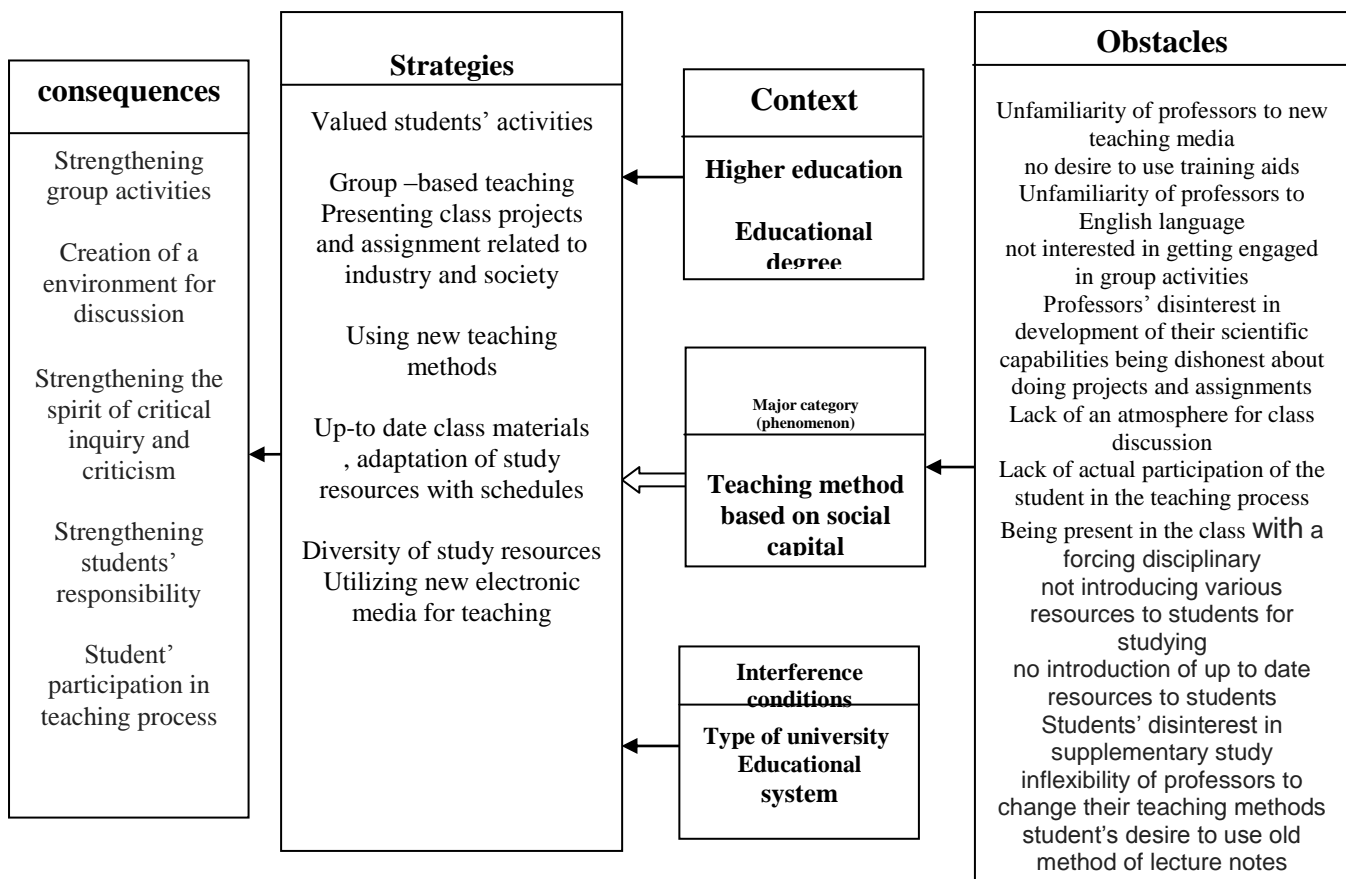 consequences
Strengthening
group activities
Creation of a
environment for
discussion
Strengthening the
spirit of critical
inquiry and
criticism
Strengthening
students’
responsibility
Student’
participation in
teaching process
Strategies
Valued students’ activities
Group –based teaching
Presenting class projects
and assignment related to
industry and society
Using new teaching
methods
Up-to date class materials
, adaptation of study
resources with schedules
Diversity of study resources
Utilizing new electronic
media for teaching
Context
Higher education
Educational
degree
Major category
(phenomenon)
Teaching method
based on social
capital
Interference
conditions
Type of university
Educational
system
Obstacles
Unfamiliarity of professors to new
teaching media
no desire to use training aids
Unfamiliarity of professors to
English language
not interested in getting engaged
in group activities
Professors’ disinterest in
development of their scientific
capabilities being dishonest about
doing projects and assignments
Lack of an atmosphere for class
discussion
Lack of actual participation of the
student in the teaching process
Being present in the class with a
forcing disciplinary
not introducing various
resources to students for
studying
no introduction of up to date
resources to students
Students’ disinterest in
supplementary study
inflexibility of professors to
change their teaching methods
student’s desire to use old
method of lecture notes